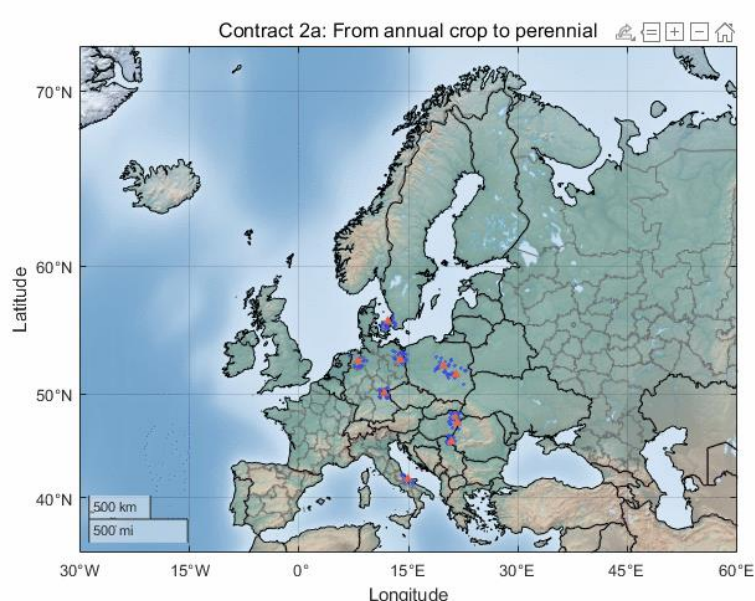 Contract 2a: From annual crop to perennial
70°N
60°N
50°N
40°N
Latitude
500 km
500 mi
30°W 15°W 0° 15°E 30°E 45°E 60°E
Longitude